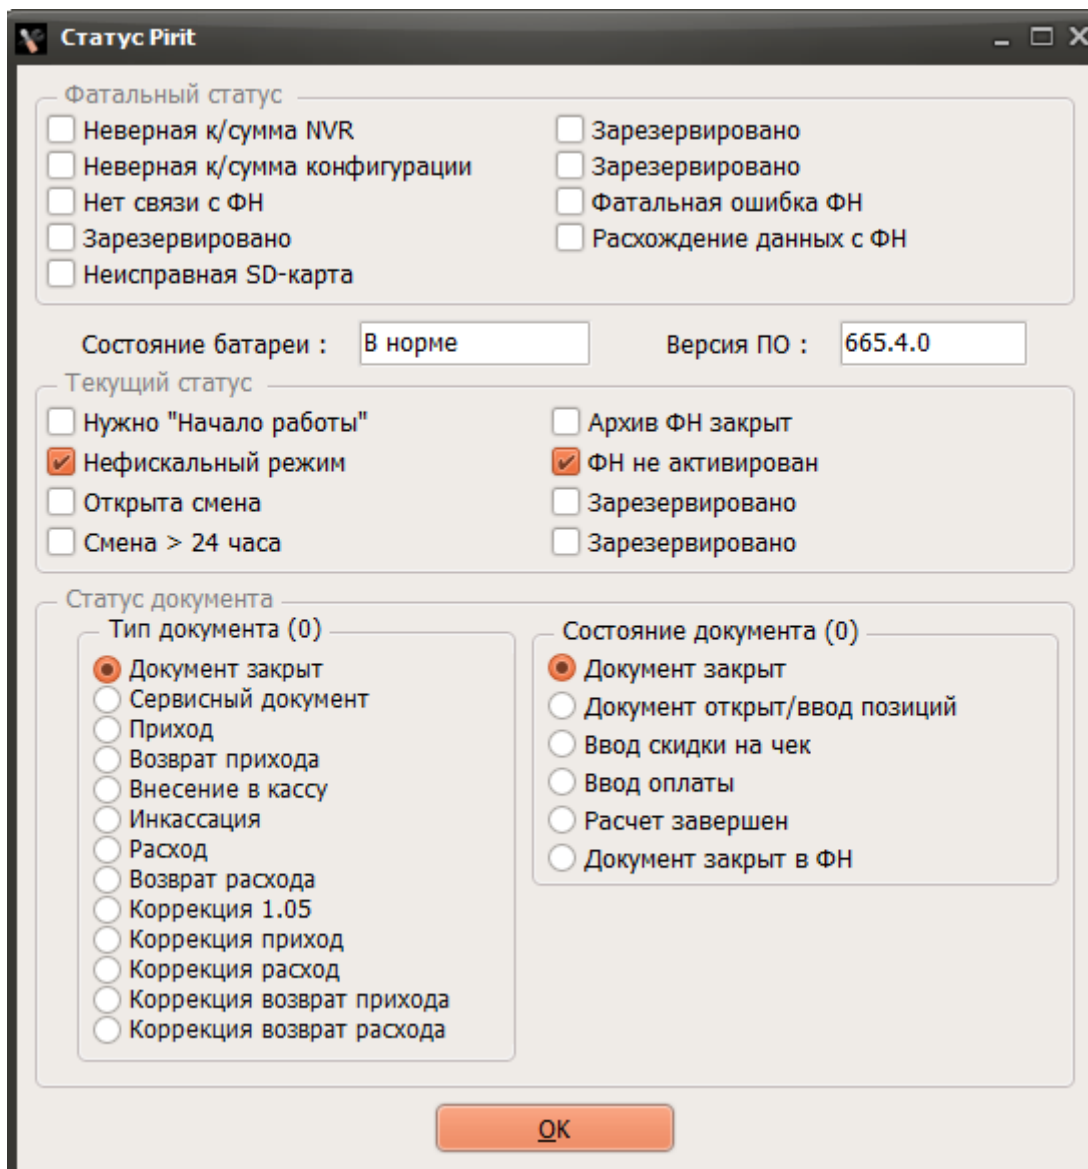 Статус Pirit
Фатальный статус
Неверная к/сумма NVR
Неверная к/сумма конфигурации
Нет связи с ФН
Зарезервировано
Неисправная SD-карта
Зарезервировано
Зарезервировано
Фатальная ошибка ФН
Расхождение данных с ФН
Состояние батареи : В норме
Версия ПО : 665.4.0
Текущий статус
Нужно "Начало работы"
Нефискальный режим
Открыта смена
Смена > 24 часа
Архив ФН закрыт
ФН не активирован
Зарезервировано
Зарезервировано
Статус документа
Тип документа (0)
Документ закрыт
Сервисный документ
Приход
Возврат прихода
Внесение в кассу
Инкассация
Расход
Возврат расхода
Коррекция 1.05
Коррекция приход
Коррекция расход
Коррекция возврат прихода
Коррекция возврат расхода
Состояние документа (0)
Документ закрыт
Документ открыт/ввод позиций
Ввод скидки на чек
Ввод оплаты
Расчет завершен
Документ закрыт в ФН
OK